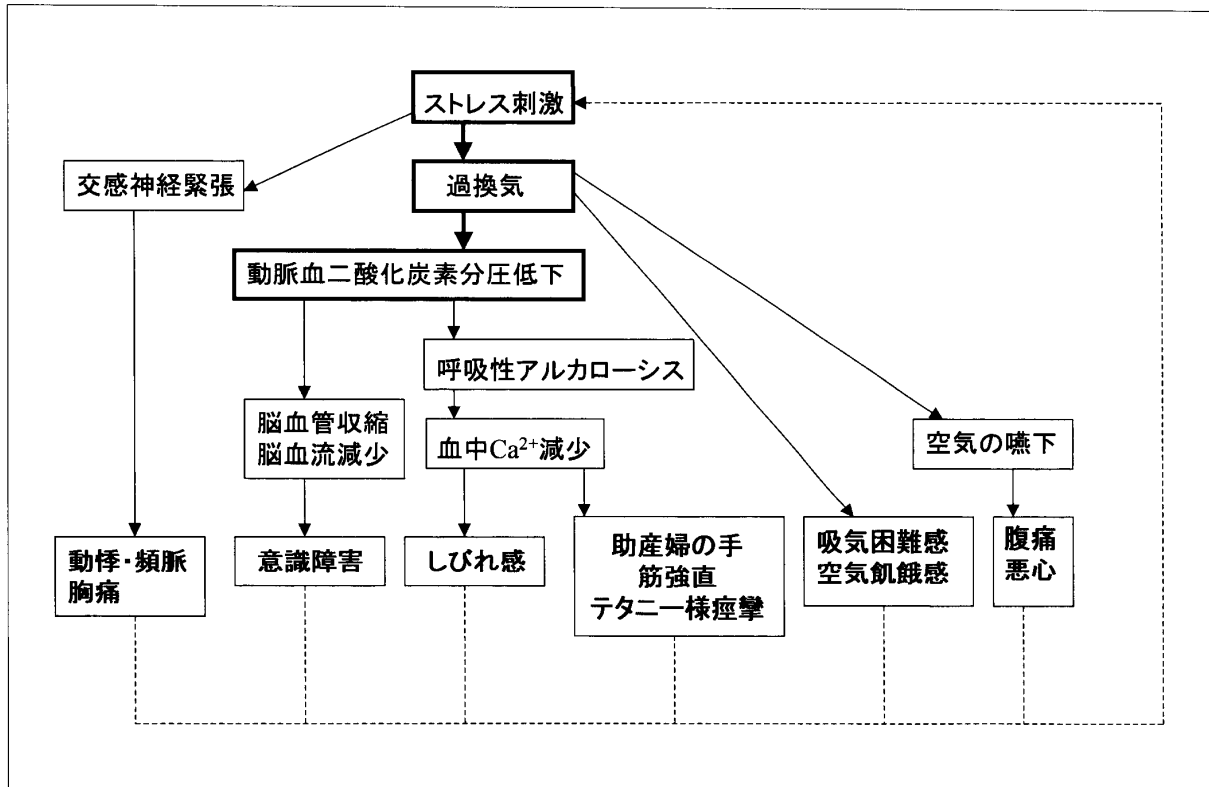 ストレス刺激
交感神経緊張
過換気
動脈血二酸化炭素分圧低下
呼吸性アルカローシス
脳血管収縮
脳血流減少
血中Ca²⁺減少
空気の嚥下
動悸・頻脈
胸痛
意識障害
しびれ感
助産婦の手
筋強直
テタニー様痙攣
吸気困難感
空気飢餓感
腹痛
悪心